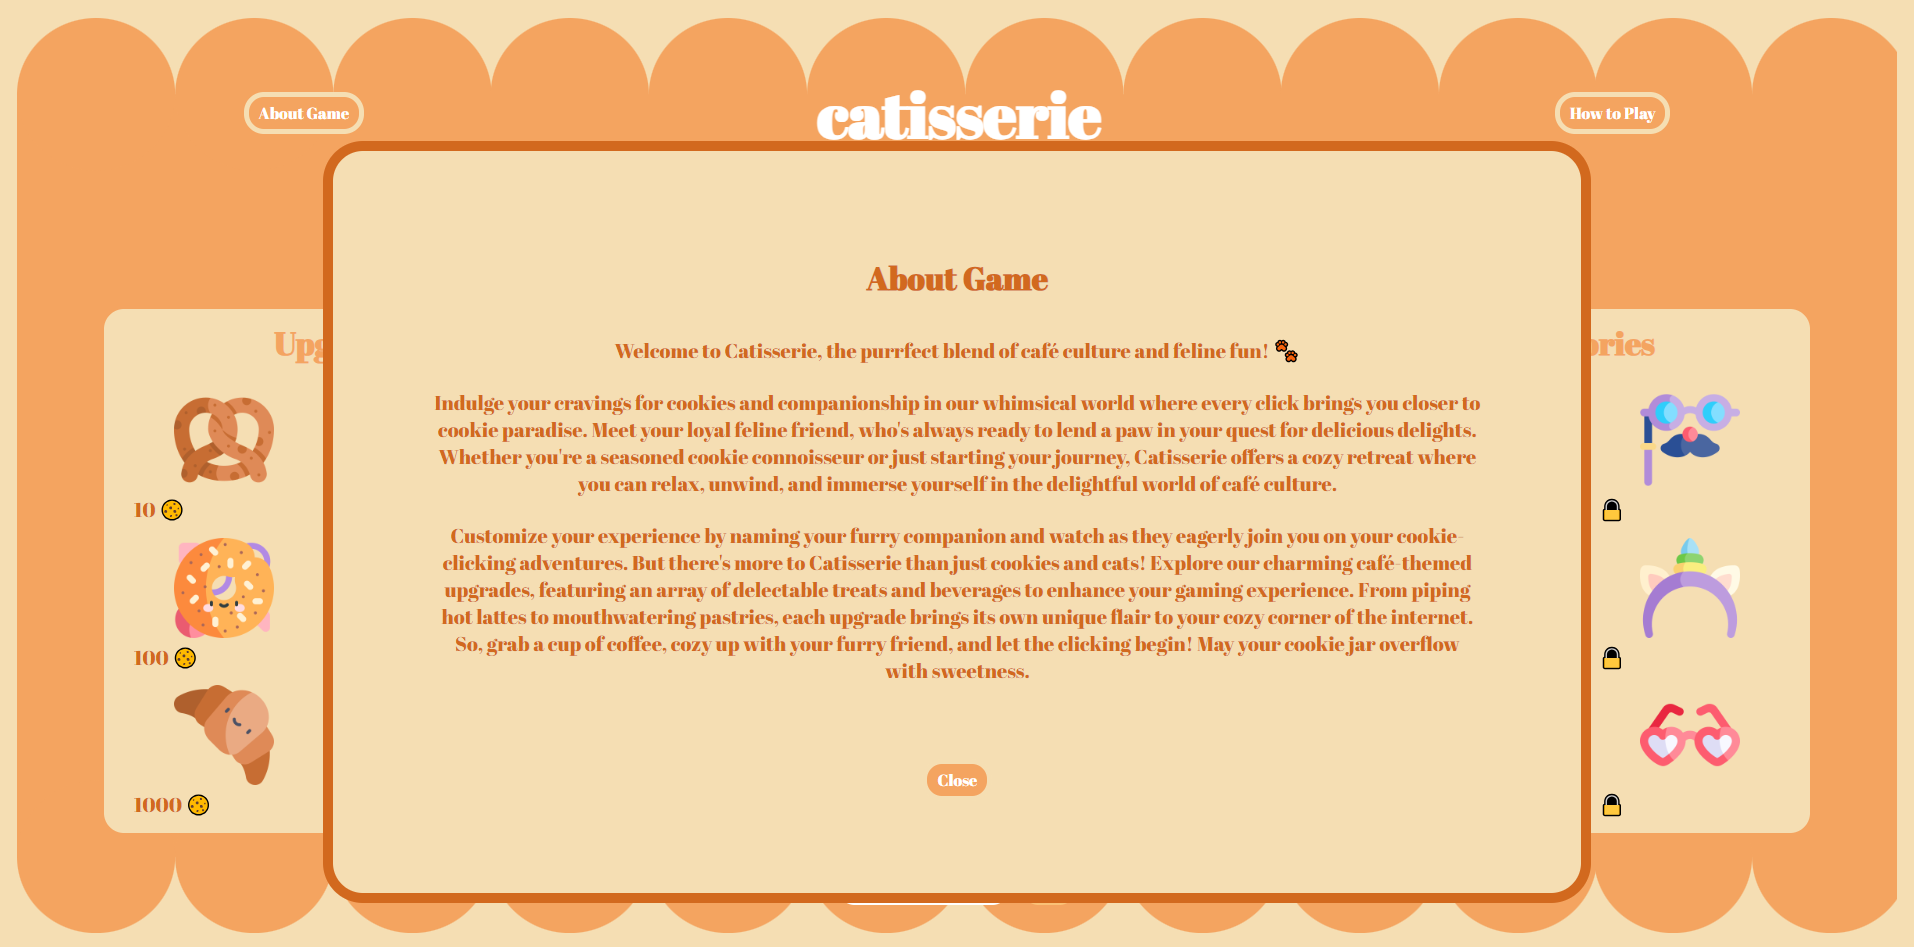 catisserie
About Game
How to Play
About Game
Welcome to Catisserie, the purrfect blend of café culture and feline fun!
Indulge your cravings for cookies and companionship in our whimsical world where every click brings you closer to
cookie paradise. Meet your loyal feline friend, who's always ready to lend a paw in your quest for delicious delights.
Whether you're a seasoned cookie connoisseur or just starting your journey, Catisserie offers a cozy retreat where
you can relax, unwind, and immerse yourself in the delightful world of café culture.
Customize your experience by naming your furry companion and watch as they eagerly join you on your cookie-
clicking adventures. But there's more to Catisserie than just cookies and cats! Explore our charming café-themed
upgrades, featuring an array of delectable treats and beverages to enhance your gaming experience. From piping
hot lattes to mouthwatering pastries, each upgrade brings its own unique flair to your cozy corner of the internet.
So, grab a cup of coffee, cozy up with your furry friend, and let the clicking begin! May your cookie jar overflow
with sweetness.
Close
Upg
10
100
1000
ories